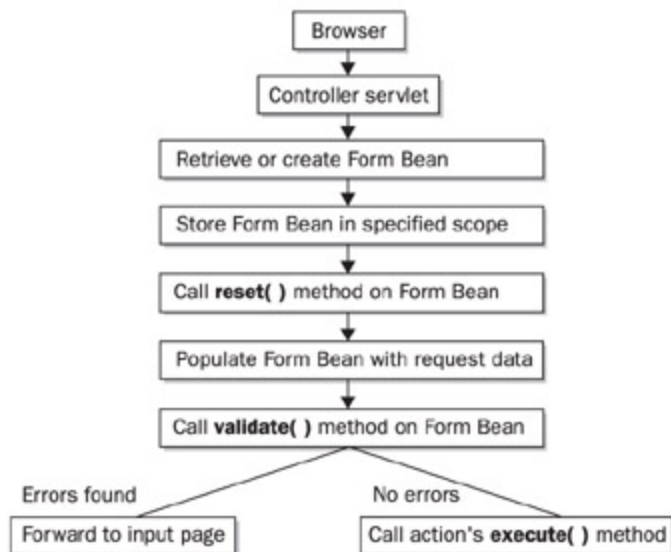 Browser
Controller servlet
Retrieve or create Form Bean
Store Form Bean in specified scope
Call reset( ) method on Form Bean
Populate Form Bean with request data
Call validate( ) method on Form Bean
Errors found
No errors
Forward to input page
Call action's execute( ) method